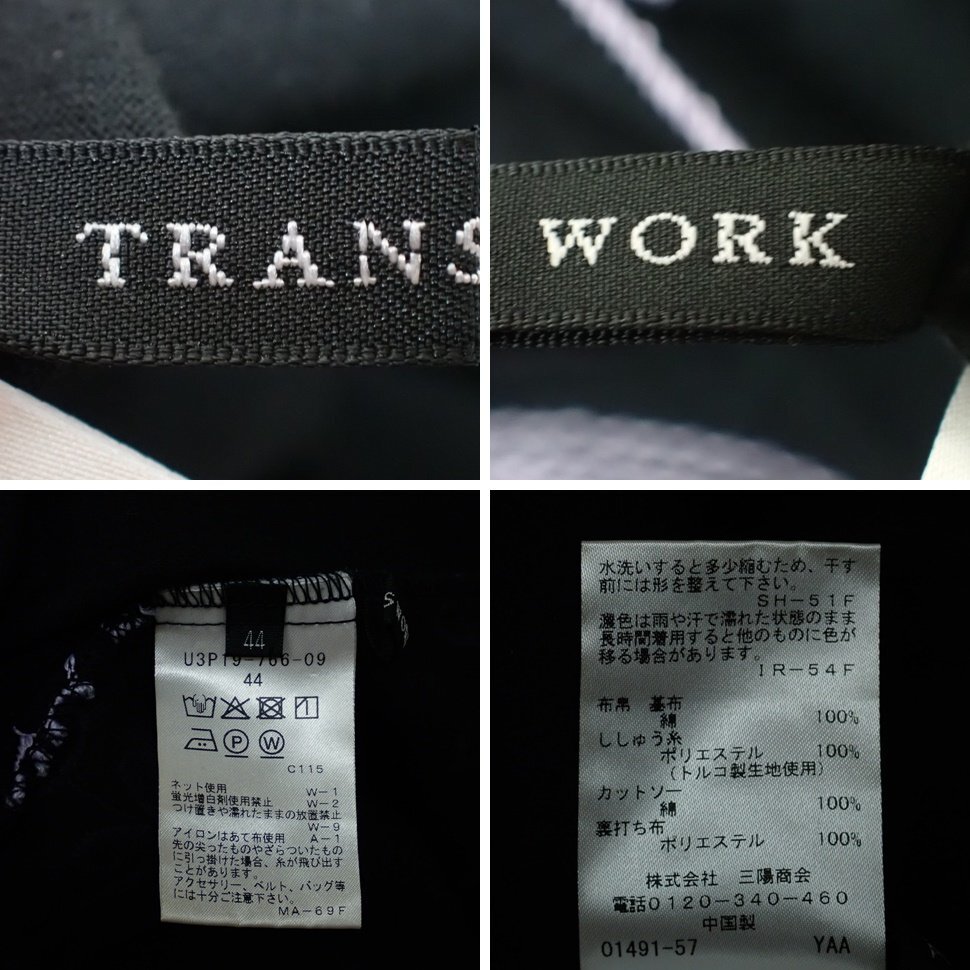 TRANS
WORK
44
U3P19-766-09
44
C115
ネット使用 W-1
蛍光増白剤使用禁止 W-2
つけ置きや濡れたままの放置禁止
W-9
アイロンはあて布使用 A-1
先の尖ったものやざらついたもの
に引っ掛けた場合、糸が飛び出す
ことがあります。
アクセサリー、ベルト、バッグ等
には十分ご注意下さい。
MA-69F
水洗いすると多少縮むため、干す
前には形を整えて下さい。
SH-51F
濃色は雨や汗で濡れた状態のまま
長時間着用すると他のものに色が
移る場合があります。
IR-54F
布帛 基布
綿 100%
ししゅう糸
ポリエステル 100%
(トルコ製生地使用)
カットソー
綿 100%
裏打ち布
ポリエステル 100%
株式会社 三陽商会
電話0120-340-460
中国製
01491-57 YAA